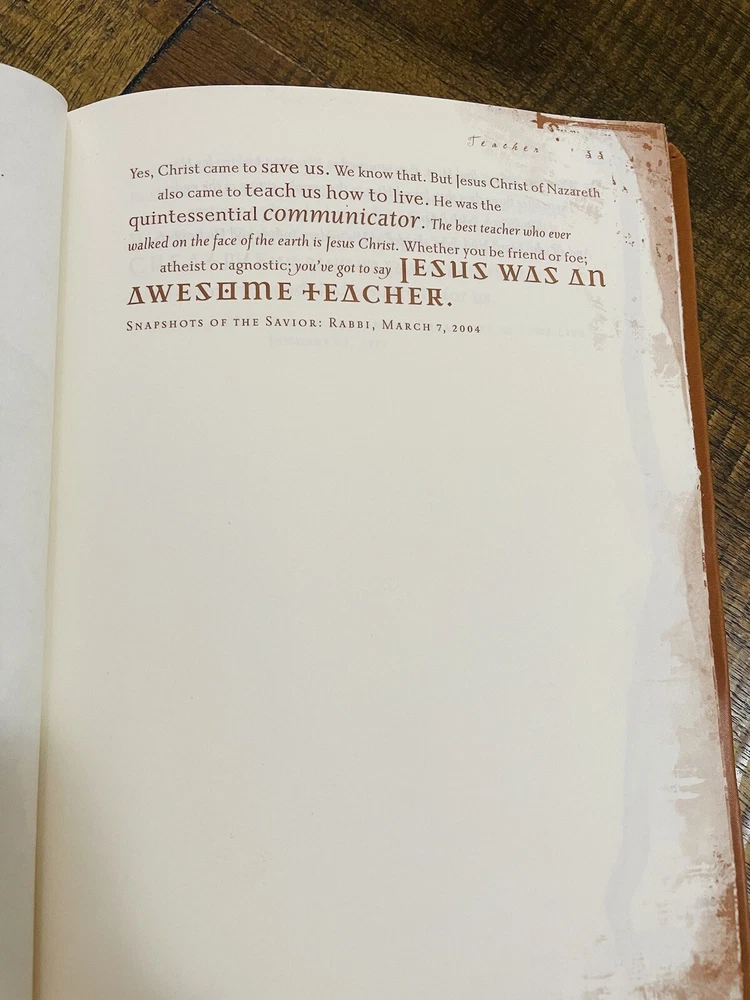 Teacher 33
Yes, Christ came to save us. We know that. But Jesus Christ of Nazareth
also came to teach us how to live. He was the
quintessential communicator. The best teacher who ever
walked on the face of the earth is Jesus Christ. Whether you be friend or foe;
atheist or agnostic; you've got to say JESUS WAS AN
AWESOME TEACHER.
SNAPSHOTS OF THE SAVIOR: RABBI, MARCH 7, 2004